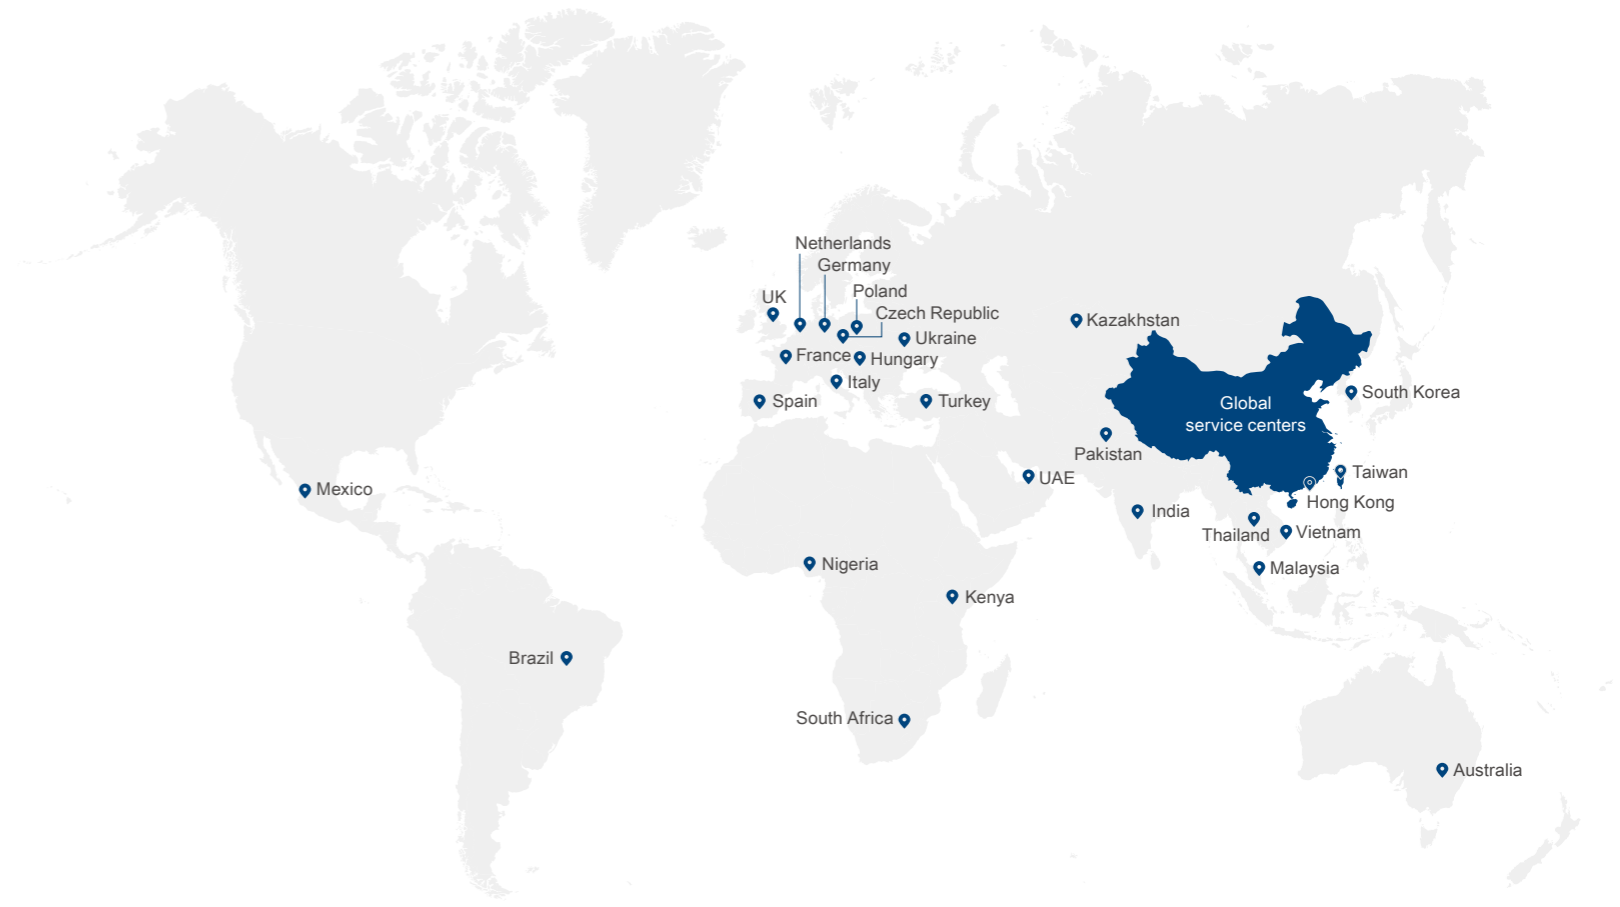 Netherlands
Germany
UK
Poland
Czech Republic
Kazakhstan
Ukraine
France
Hungary
Italy
South Korea
Spain
Turkey
Global
service centers
Pakistan
Taiwan
UAE
Mexico
Hong Kong
India
Thailand
Vietnam
Nigeria
Malaysia
Kenya
Brazil
South Africa
Australia